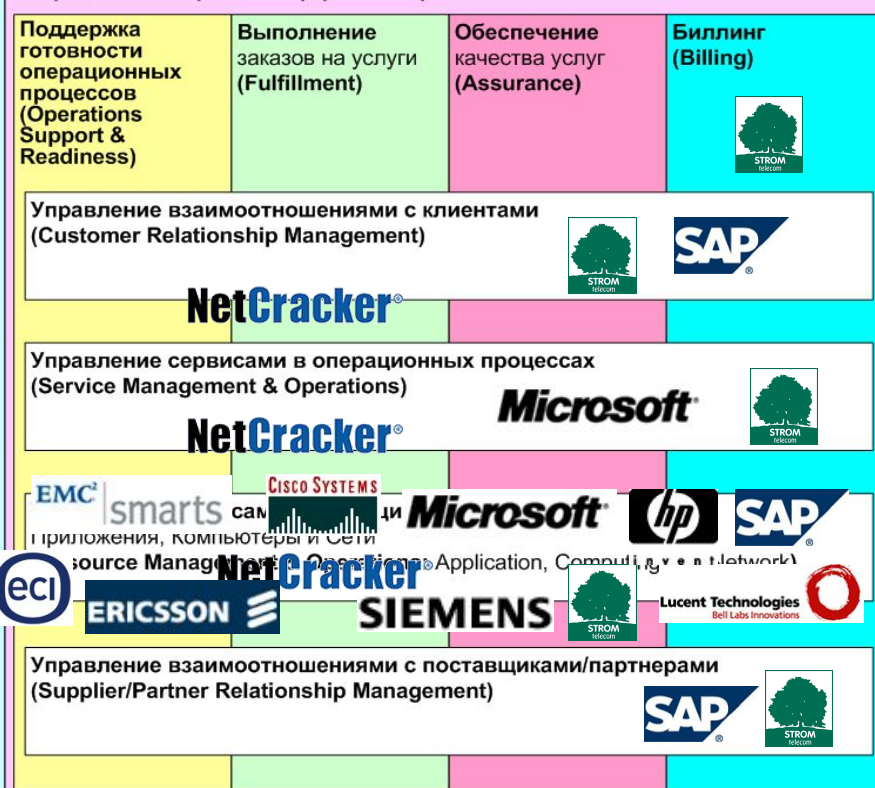 Поддержка
готовности
операционных
процессов
(Operations
Support &
Readiness)
Выполнение
заказов на услуги
(Fulfillment)
Обеспечение
качества услуг
(Assurance)
Биллинг
(Billing)
STROM
telecom
Управление взаимоотношениями с клиентами
(Customer Relationship Management)
STROM
telecom
SAP®
NetCracker®
Управление сервисами в операционных процессах
(Service Management & Operations)
Microsoft
STROM
telecom
NetCracker®
EMC² smarts
CISCO SYSTEMS
Microsoft
hp
SAP®
Приложения, Компьютеры и Сети
NetCracker®
Application,
eci
ERICSSON
SIEMENS
STROM
telecom
Lucent Technologies
Bell Labs Innovations
Управление взаимоотношениями с поставщиками/партнерами
(Supplier/Partner Relationship Management)
SAP®
STROM
telecom